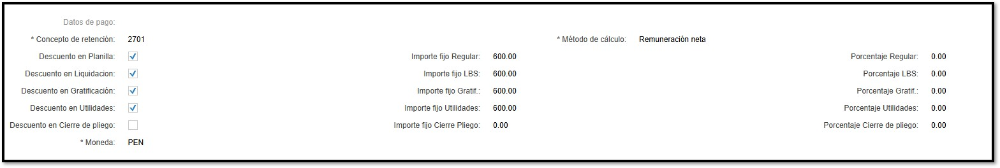 Datos de pago:
* Concepto de retención: 2701 * Método de cálculo: Remuneración neta
Descuento en Planilla: Importe fijo Regular: 600.00 Porcentaje Regular: 0.00
Descuento en Liquidacion: Importe fijo LBS: 600.00 Porcentaje LBS: 0.00
Descuento en Gratificación: Importe fijo Gratif.: 600.00 Porcentaje Gratif.: 0.00
Descuento en Utilidades: Importe fijo Utilidades: 600.00 Porcentaje Utilidades: 0.00
Descuento en Cierre de pliego: Importe fijo Cierre Pliego: 0.00 Porcentaje Cierre de pliego: 0.00
* Moneda: PEN